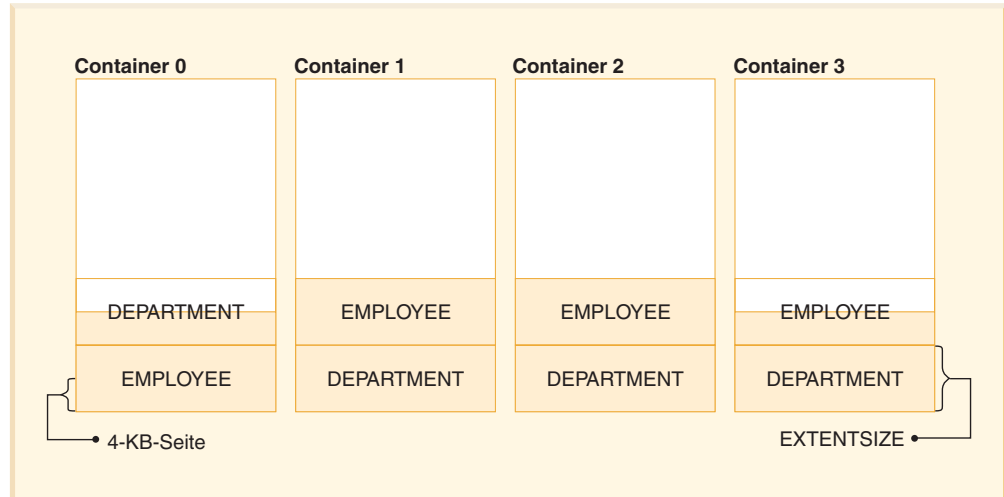 Container 0 Container 1 Container 2 Container 3
DEPARTMENT EMPLOYEE EMPLOYEE EMPLOYEE
EMPLOYEE DEPARTMENT DEPARTMENT DEPARTMENT
4-KB-Seite EXTENTSIZE